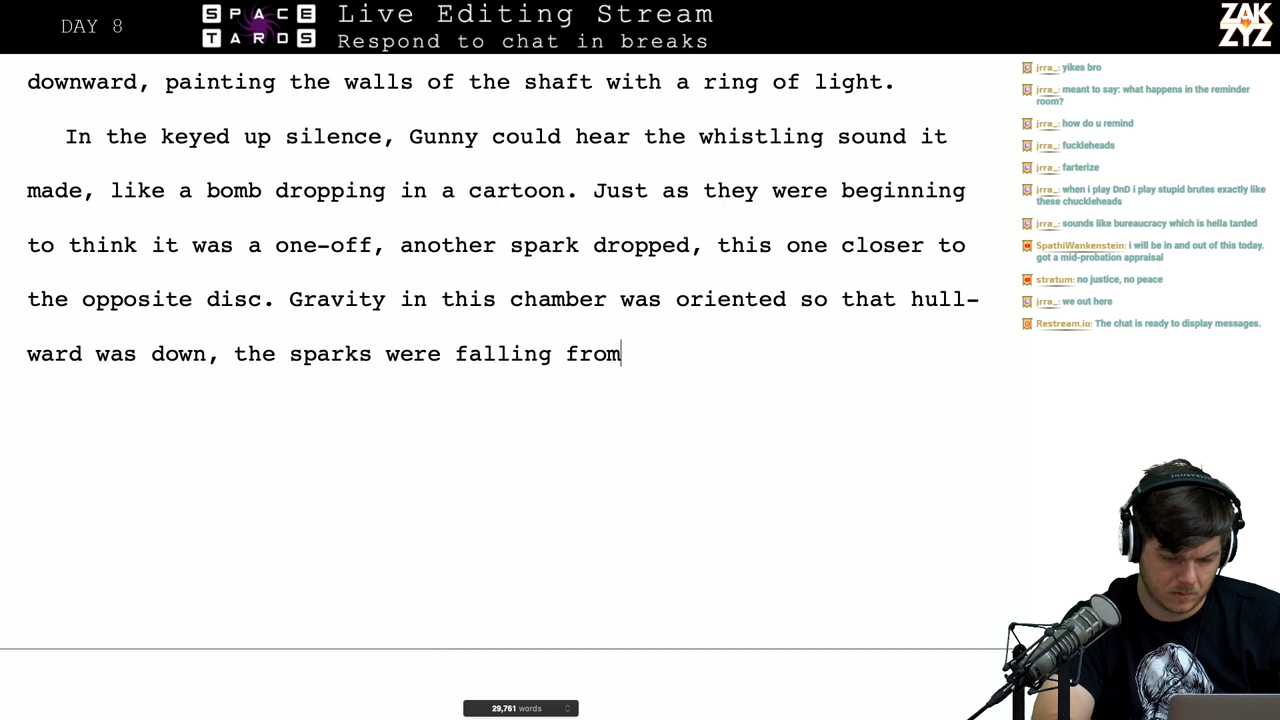 DAY 8
SPACE
TARDS
Live Editing Stream
Respond to chat in breaks
ZAK
ZYZ
downward, painting the walls of the shaft with a ring of light.
In the keyed up silence, Gunny could hear the whistling sound it
made, like a bomb dropping in a cartoon. Just as they were beginning
to think it was a one-off, another spark dropped, this one closer to
the opposite disc. Gravity in this chamber was oriented so that hull-
ward was down, the sparks were falling from
jrra_: yikes bro
jrra_: meant to say: what happens in the reminder
room?
jrra_: how do u remind
jrra_: fuckleheads
jrra_: farterize
jrra_: when i play DnD i play stupid brutes exactly like
these chuckleheads
jrra_: sounds like bureaucracy which is hella tarded
SpathiWankenstein: i will be in and out of this today.
got a mid-probation appraisal
stratum: no justice, no peace
jrra_: we out here
Restream.io: The chat is ready to display messages.
29,761 words